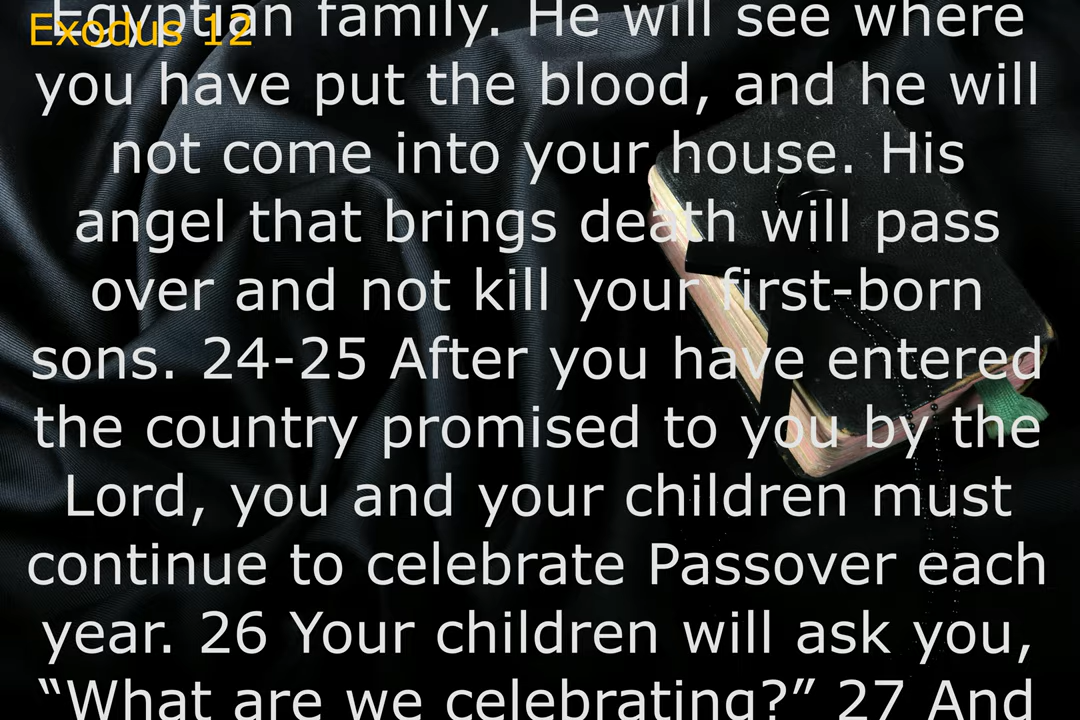 Exodus 12
Egyptian family. He will see where
you have put the blood, and he will
not come into your house. His
angel that brings death will pass
over and not kill your first-born
sons. 24-25 After you have entered
the country promised to you by the
Lord, you and your children must
continue to celebrate Passover each
year. 26 Your children will ask you,
“What are we celebrating?” 27 And